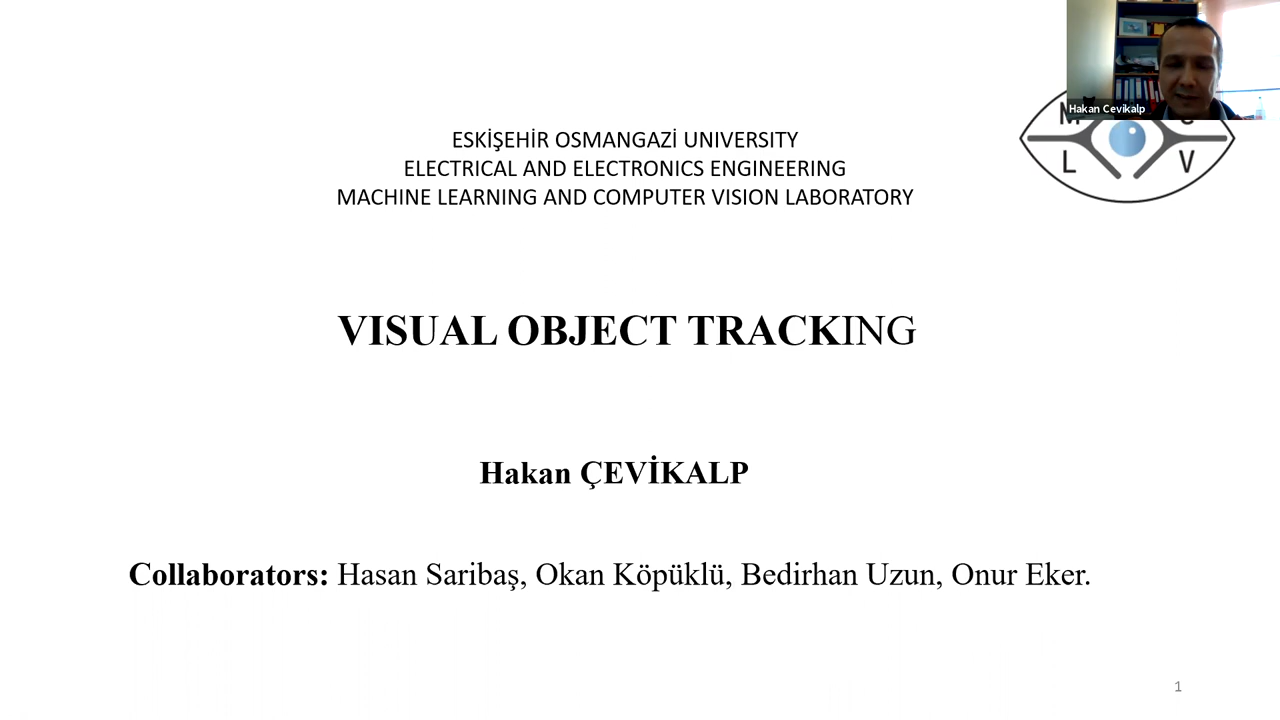 Hakan Cevikalp
ESKİŞEHİR OSMANGAZİ UNIVERSITY
ELECTRICAL AND ELECTRONICS ENGINEERING
MACHINE LEARNING AND COMPUTER VISION LABORATORY
L V
VISUAL OBJECT TRACKING
Hakan ÇEVİKALP
Collaborators: Hasan Saribaş, Okan Köpüklü, Bedirhan Uzun, Onur Eker.
1